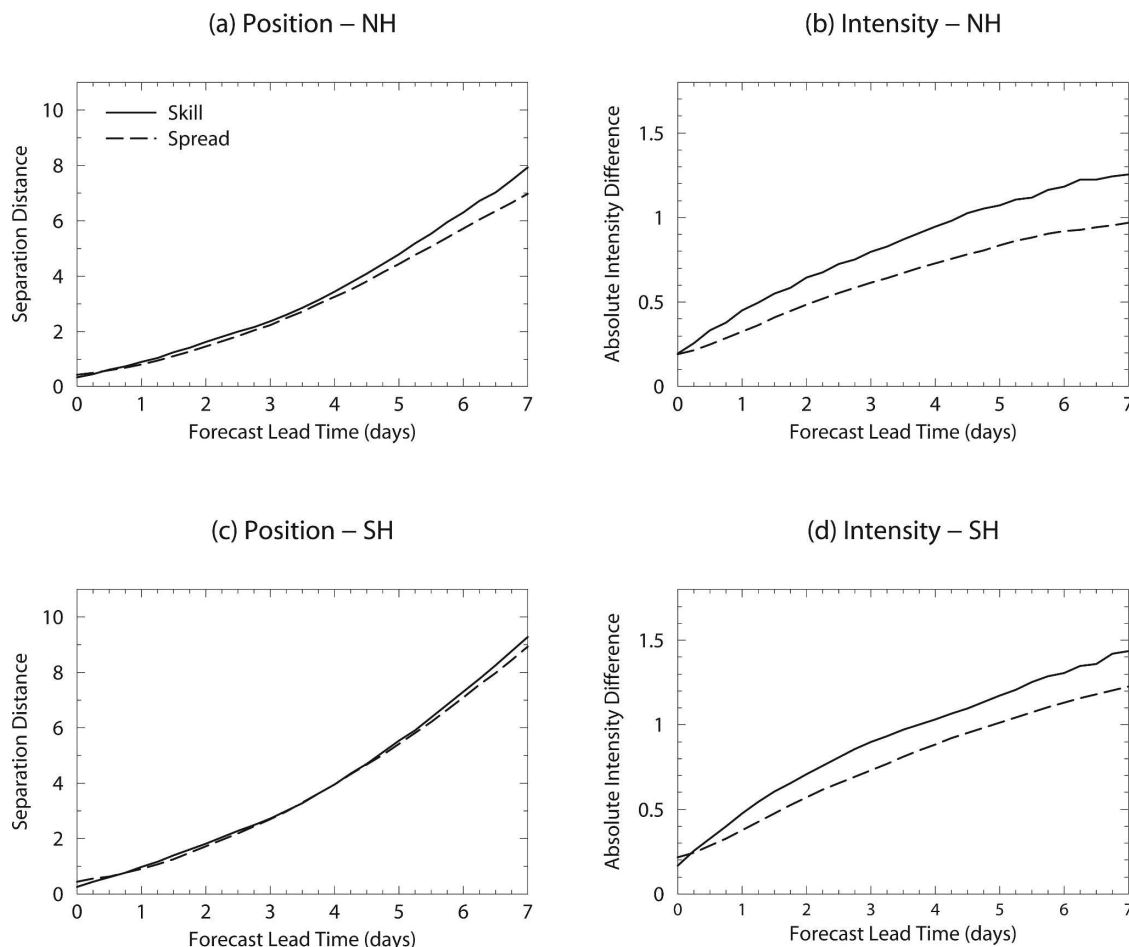 (a) Position – NH
Separation Distance
10
8
6
4
2
0
Skill
Spread
0 1 2 3 4 5 6 7
Forecast Lead Time (days)
(b) Intensity – NH
Absolute Intensity Difference
1.5
1
0.5
0
0 1 2 3 4 5 6 7
Forecast Lead Time (days)
(c) Position – SH
Separation Distance
10
8
6
4
2
0
0 1 2 3 4 5 6 7
Forecast Lead Time (days)
(d) Intensity – SH
Absolute Intensity Difference
1.5
1
0.5
0
0 1 2 3 4 5 6 7
Forecast Lead Time (days)